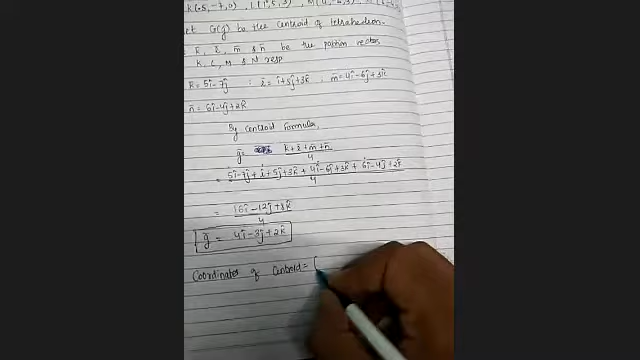 K(5,-7,0), L(1,5,3), M(4,-6,3)
let G(g̅) be the centroid of tetrahedron.
k̅, l̅, m̅ & n̅ be the position vectors
K, L, M & N resp
k̅ = 5î-7ĵ ; l̅ = î+5ĵ+3k̂ , m̅ = 4î-6ĵ+3k̂
n̅ = 6î-4ĵ+2k̂
By centroid formulas,
g̅ = k̅ + l̅ + m̅ + n̅ / 4
= 5î-7ĵ + î+5ĵ+3k̂ + 4î-6ĵ+3k̂ + 6î-4ĵ+2k̂ / 4
= 16î-12ĵ+8k̂ / 4
g̅ = 4î-3ĵ+2k̂
Coordinates of Centroid = (